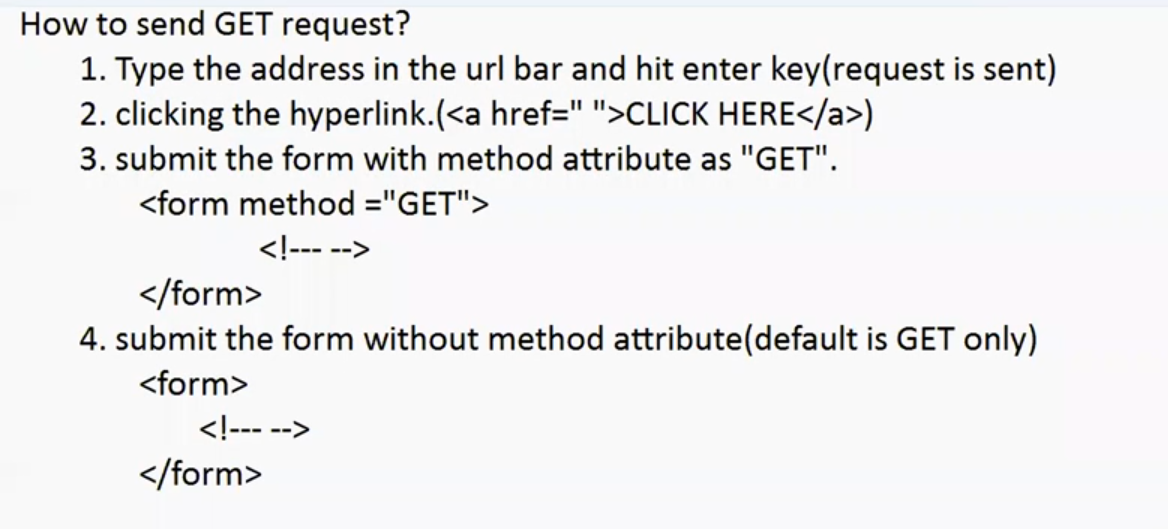 How to send GET request?
1. Type the address in the url bar and hit enter key(request is sent)
2. clicking the hyperlink.(<a href=" ">CLICK HERE</a>)
3. submit the form with method attribute as "GET".
<form method ="GET">
<!--- -->
</form>
4. submit the form without method attribute(default is GET only)
<form>
<!--- -->
</form>